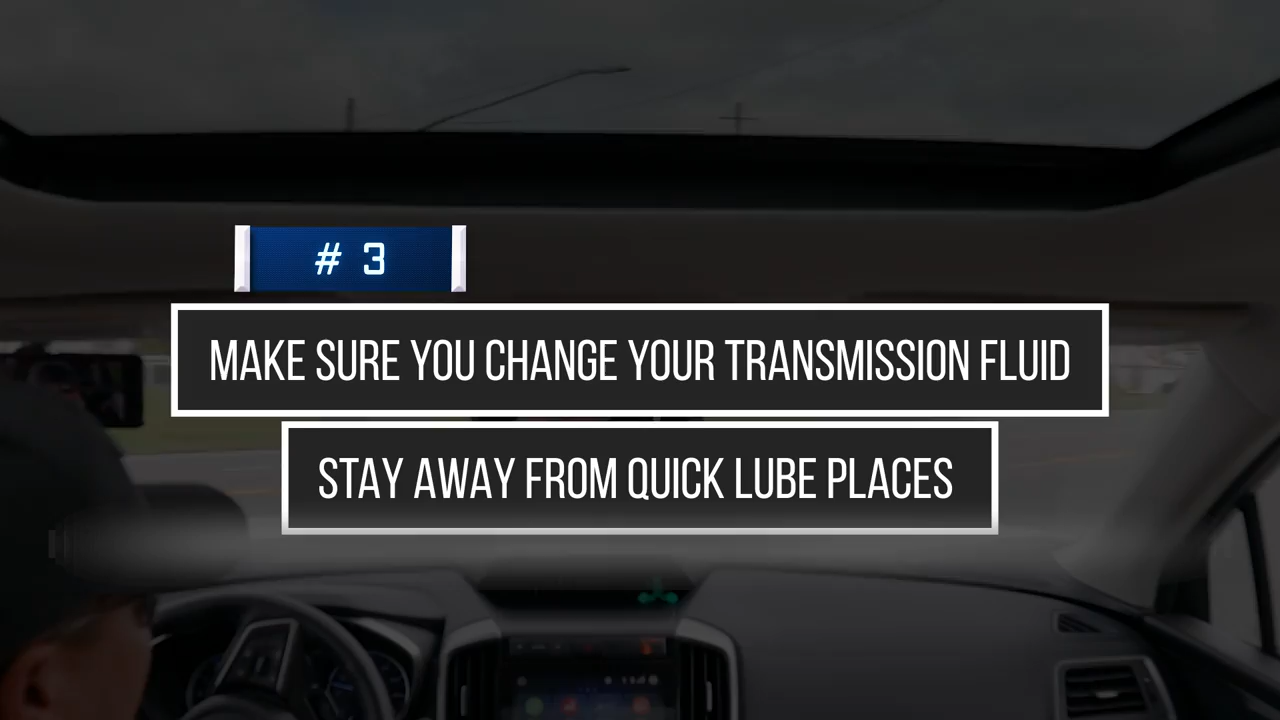 # 3
MAKE SURE YOU CHANGE YOUR TRANSMISSION FLUID
STAY AWAY FROM QUICK LUBE PLACES